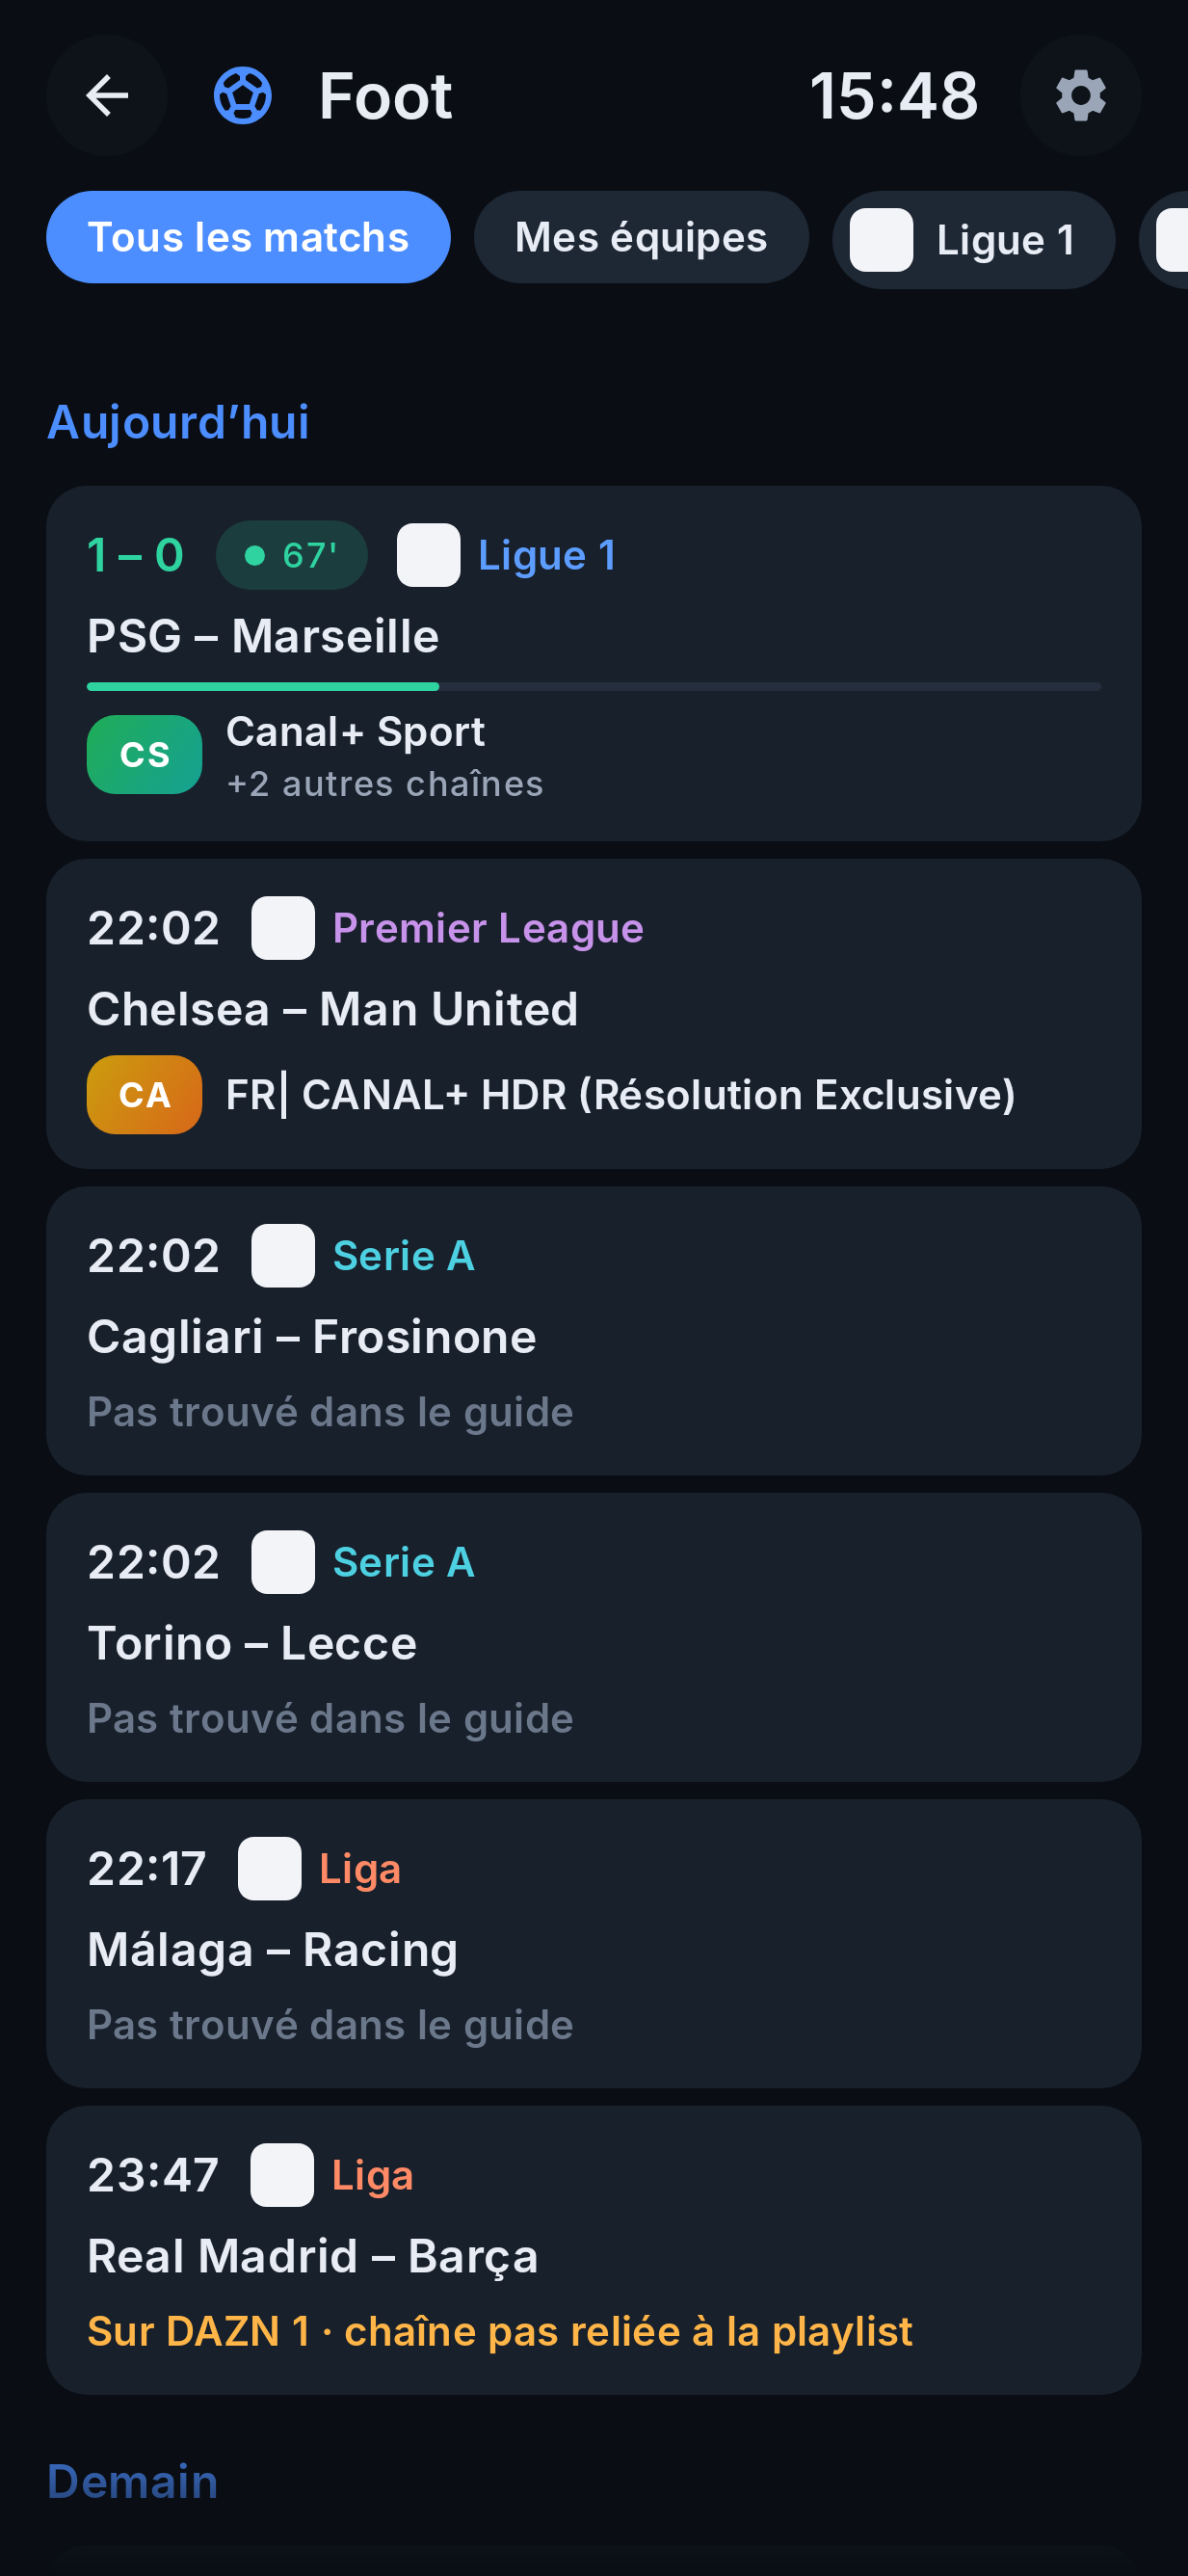 Foot
15:48
Tous les matchs
Mes équipes
Ligue 1
Aujourd’hui
1 – 0
67'
Ligue 1
PSG – Marseille
CS
Canal+ Sport
+2 autres chaînes
22:02
Premier League
Chelsea – Man United
CA
FR| CANAL+ HDR (Résolution Exclusive)
22:02
Serie A
Cagliari – Frosinone
Pas trouvé dans le guide
22:02
Serie A
Torino – Lecce
Pas trouvé dans le guide
22:17
Liga
Málaga – Racing
Pas trouvé dans le guide
23:47
Liga
Real Madrid – Barça
Sur DAZN 1 · chaîne pas reliée à la playlist
Demain